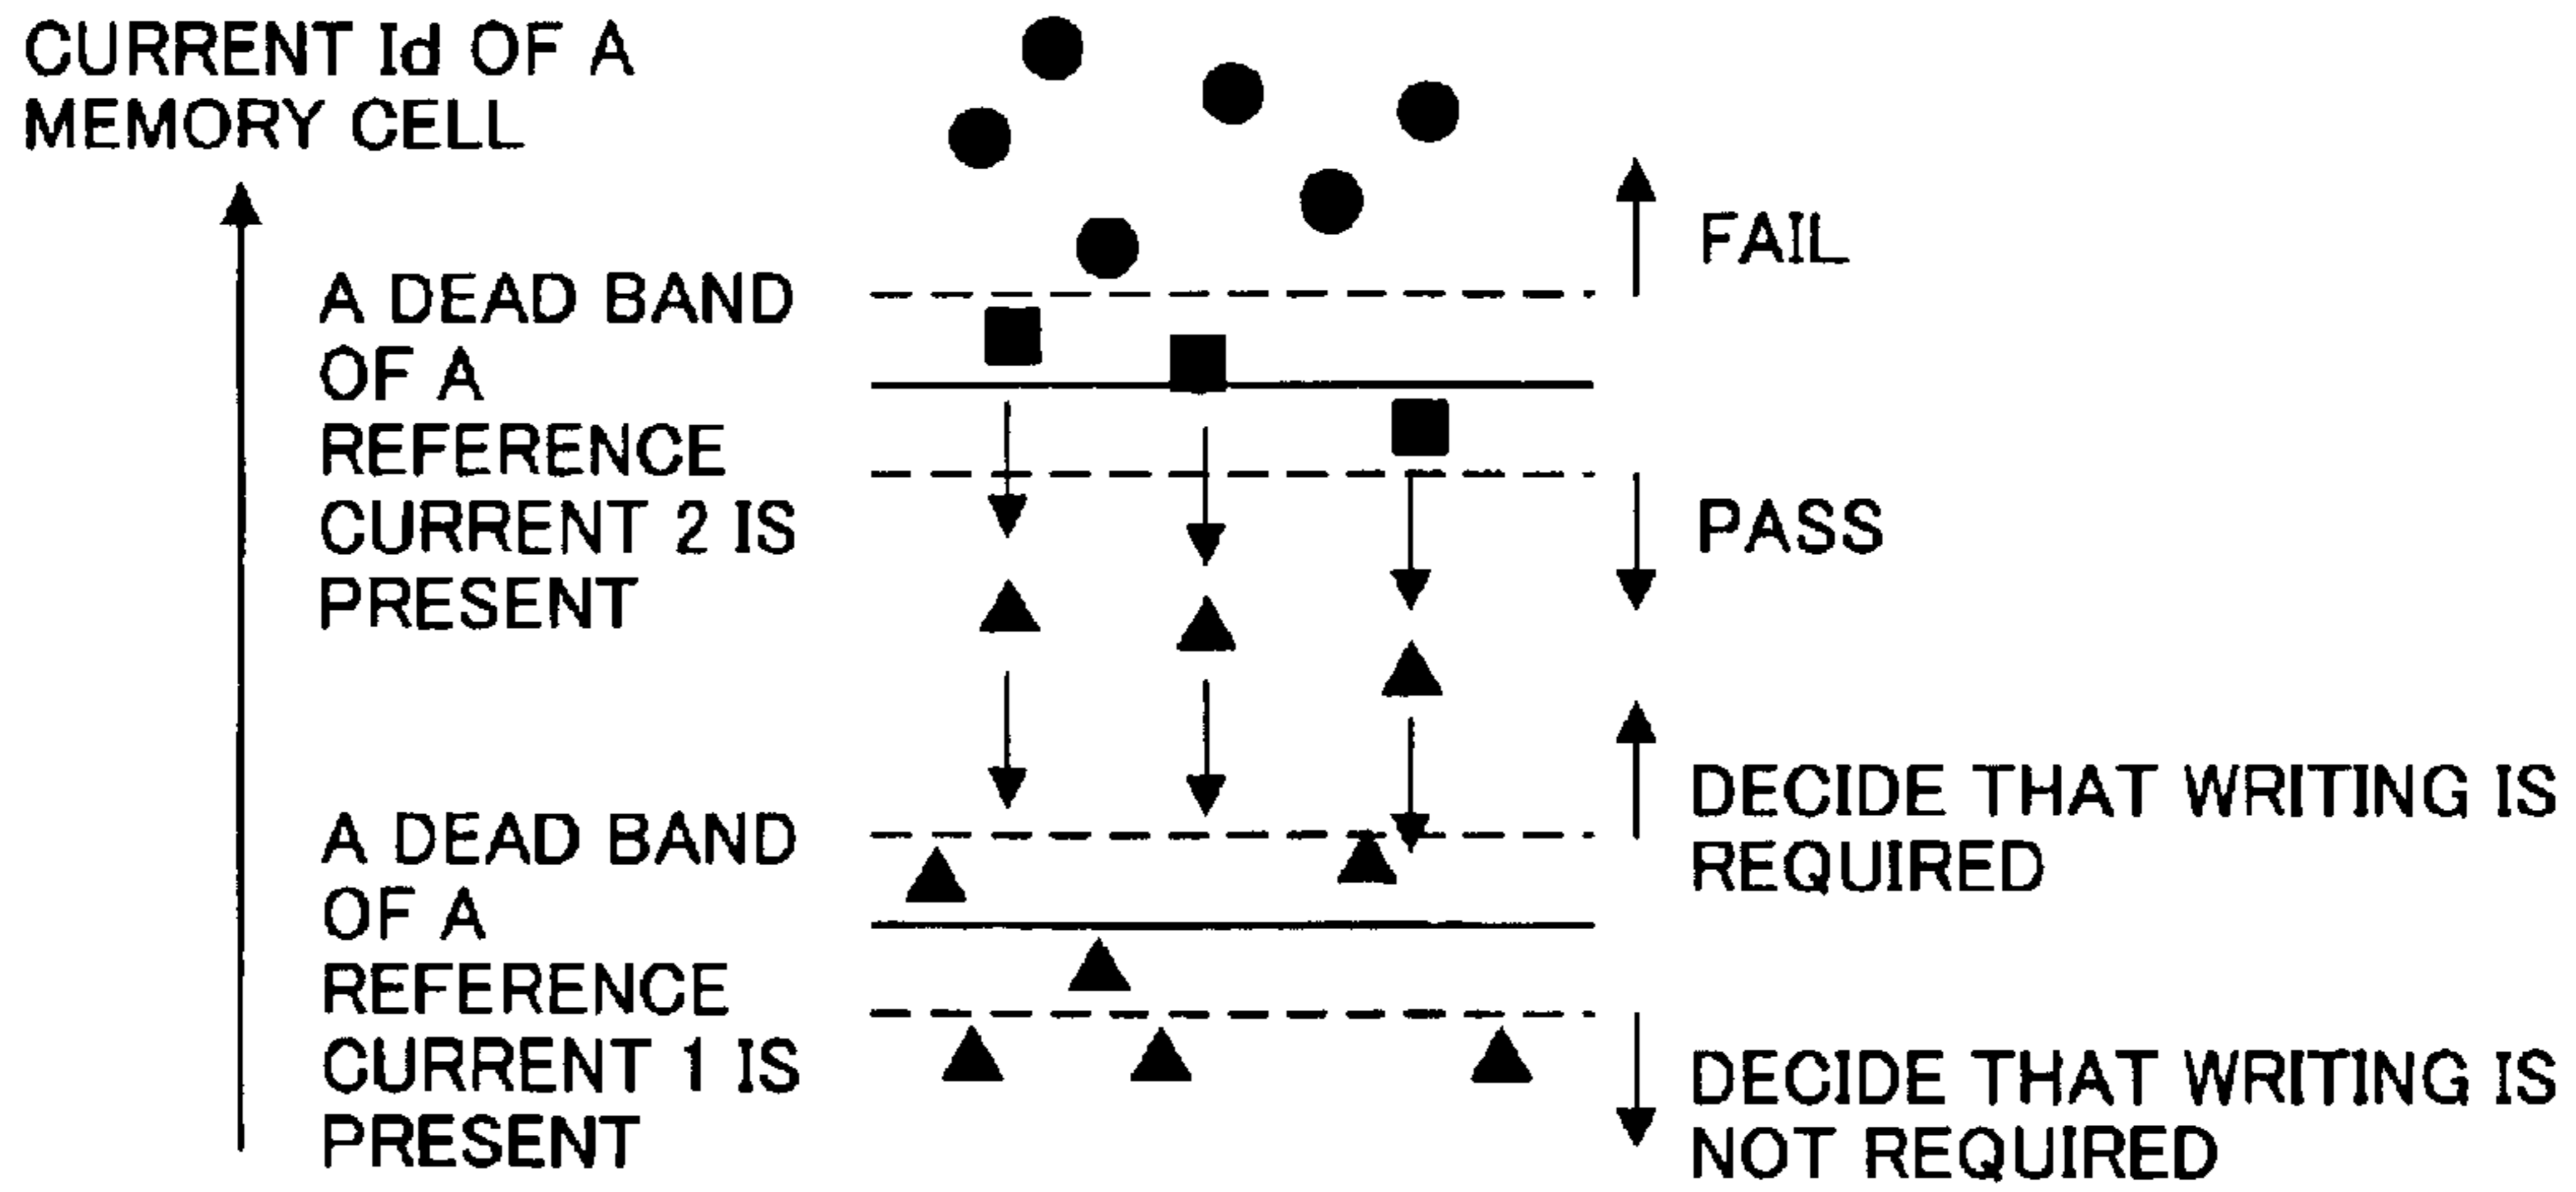 CURRENT Id OF A
MEMORY CELL
A DEAD BAND
OF A
REFERENCE
CURRENT 2 IS
PRESENT
FAIL
PASS
A DEAD BAND
OF A
REFERENCE
CURRENT 1 IS
PRESENT
DECIDE THAT WRITING IS
REQUIRED
DECIDE THAT WRITING IS
NOT REQUIRED